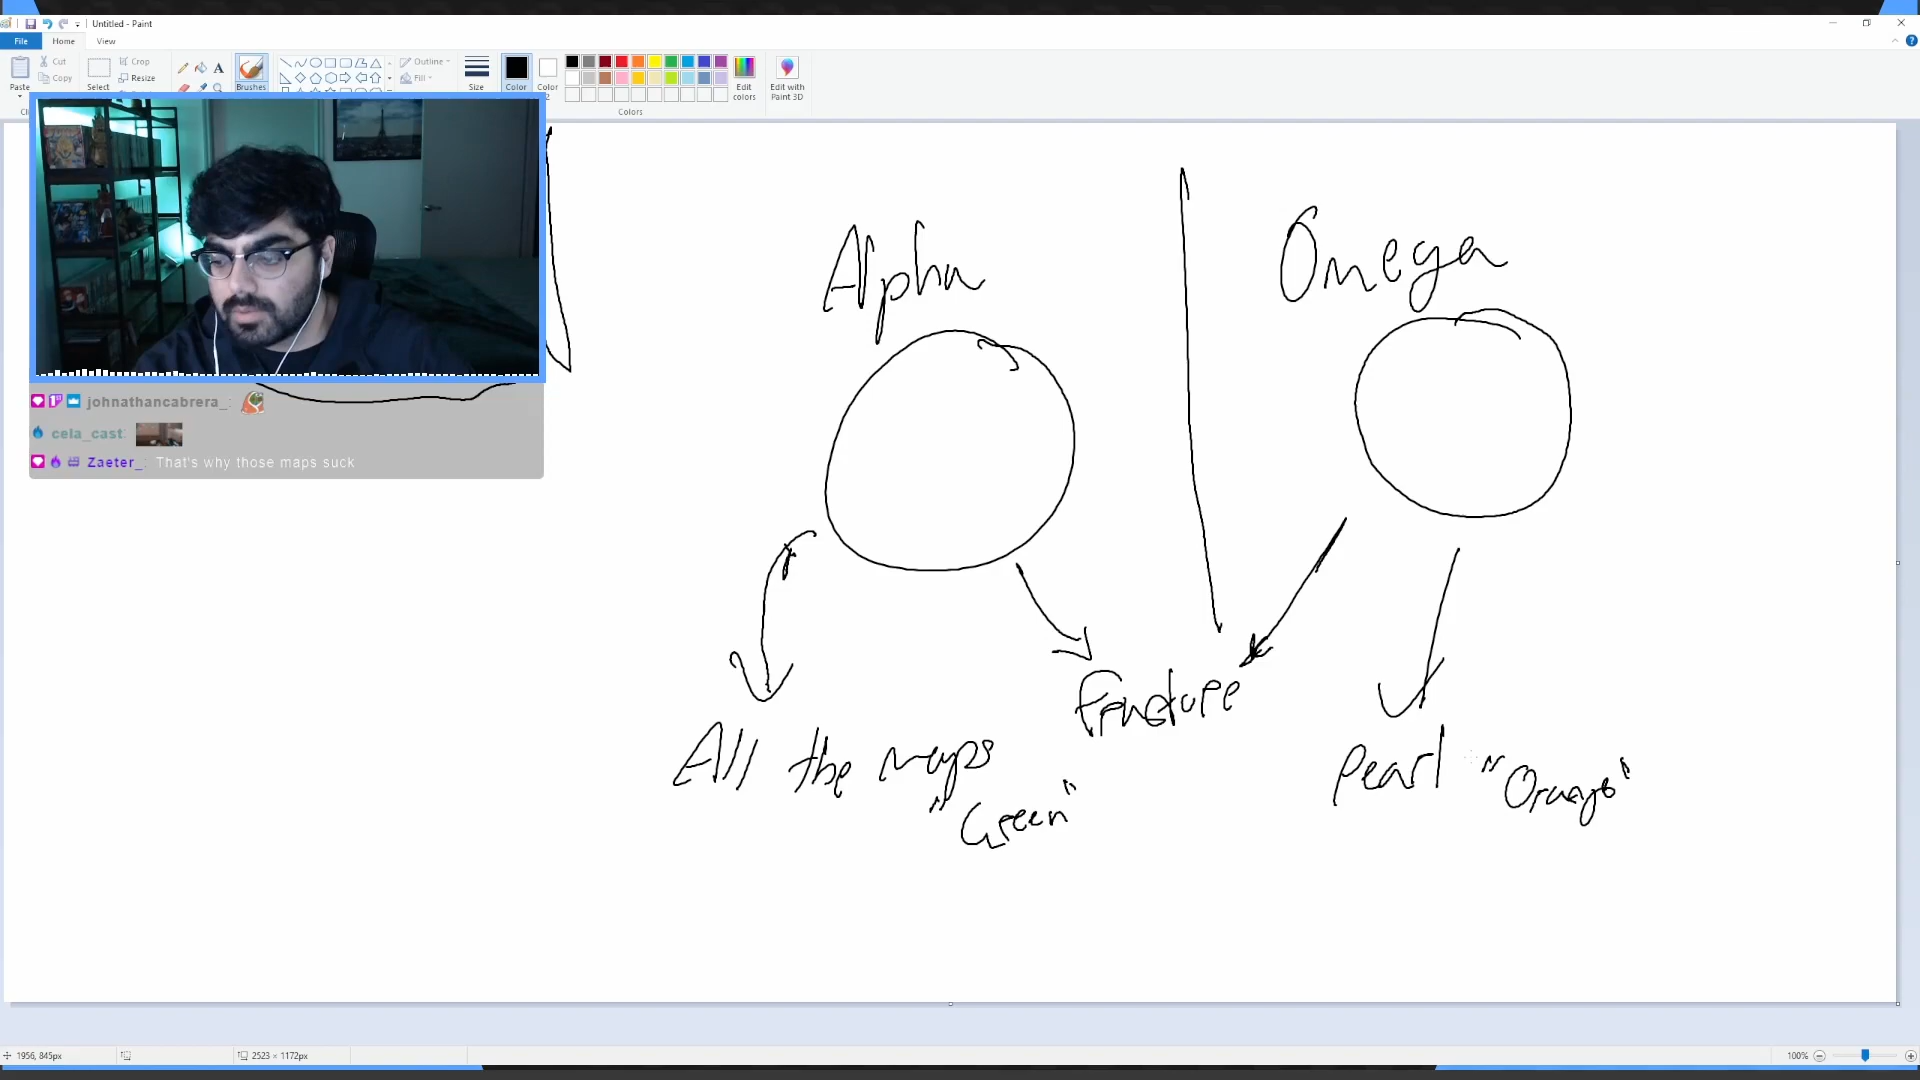 Untitled - Paint
File Home View
Cut
Copy
Paste
Crop
Resize
Select
Brushes
Outline
Fill
Size
Color
Color
2
Edit
colors
Edit with
Paint 3D
Colors
johnathancabrera_:
cela_cast:
Zaeter_: That's why those maps suck
Alpha
Omega
Fracture
All the maps
"Green"
Pearl "Orange"
1956, 845px
2523 × 1172px
100%